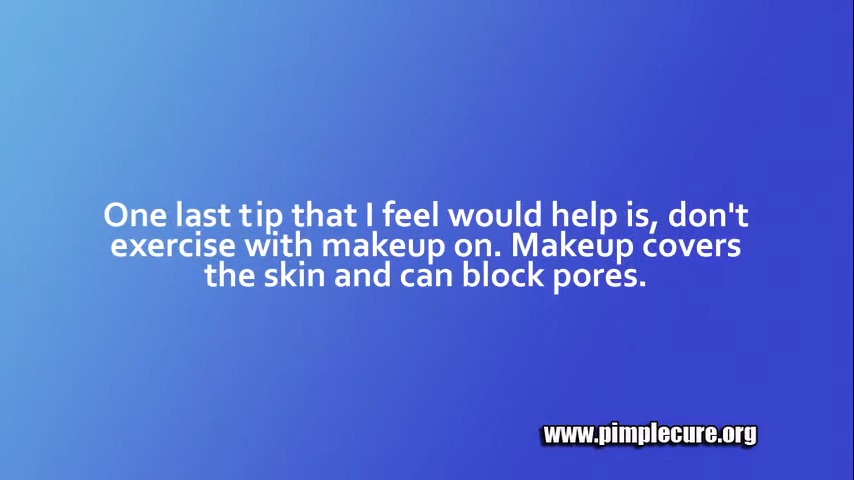 One last tip that I feel would help is, don't
exercise with makeup on. Makeup covers
the skin and can block pores.
www.pimplecure.org